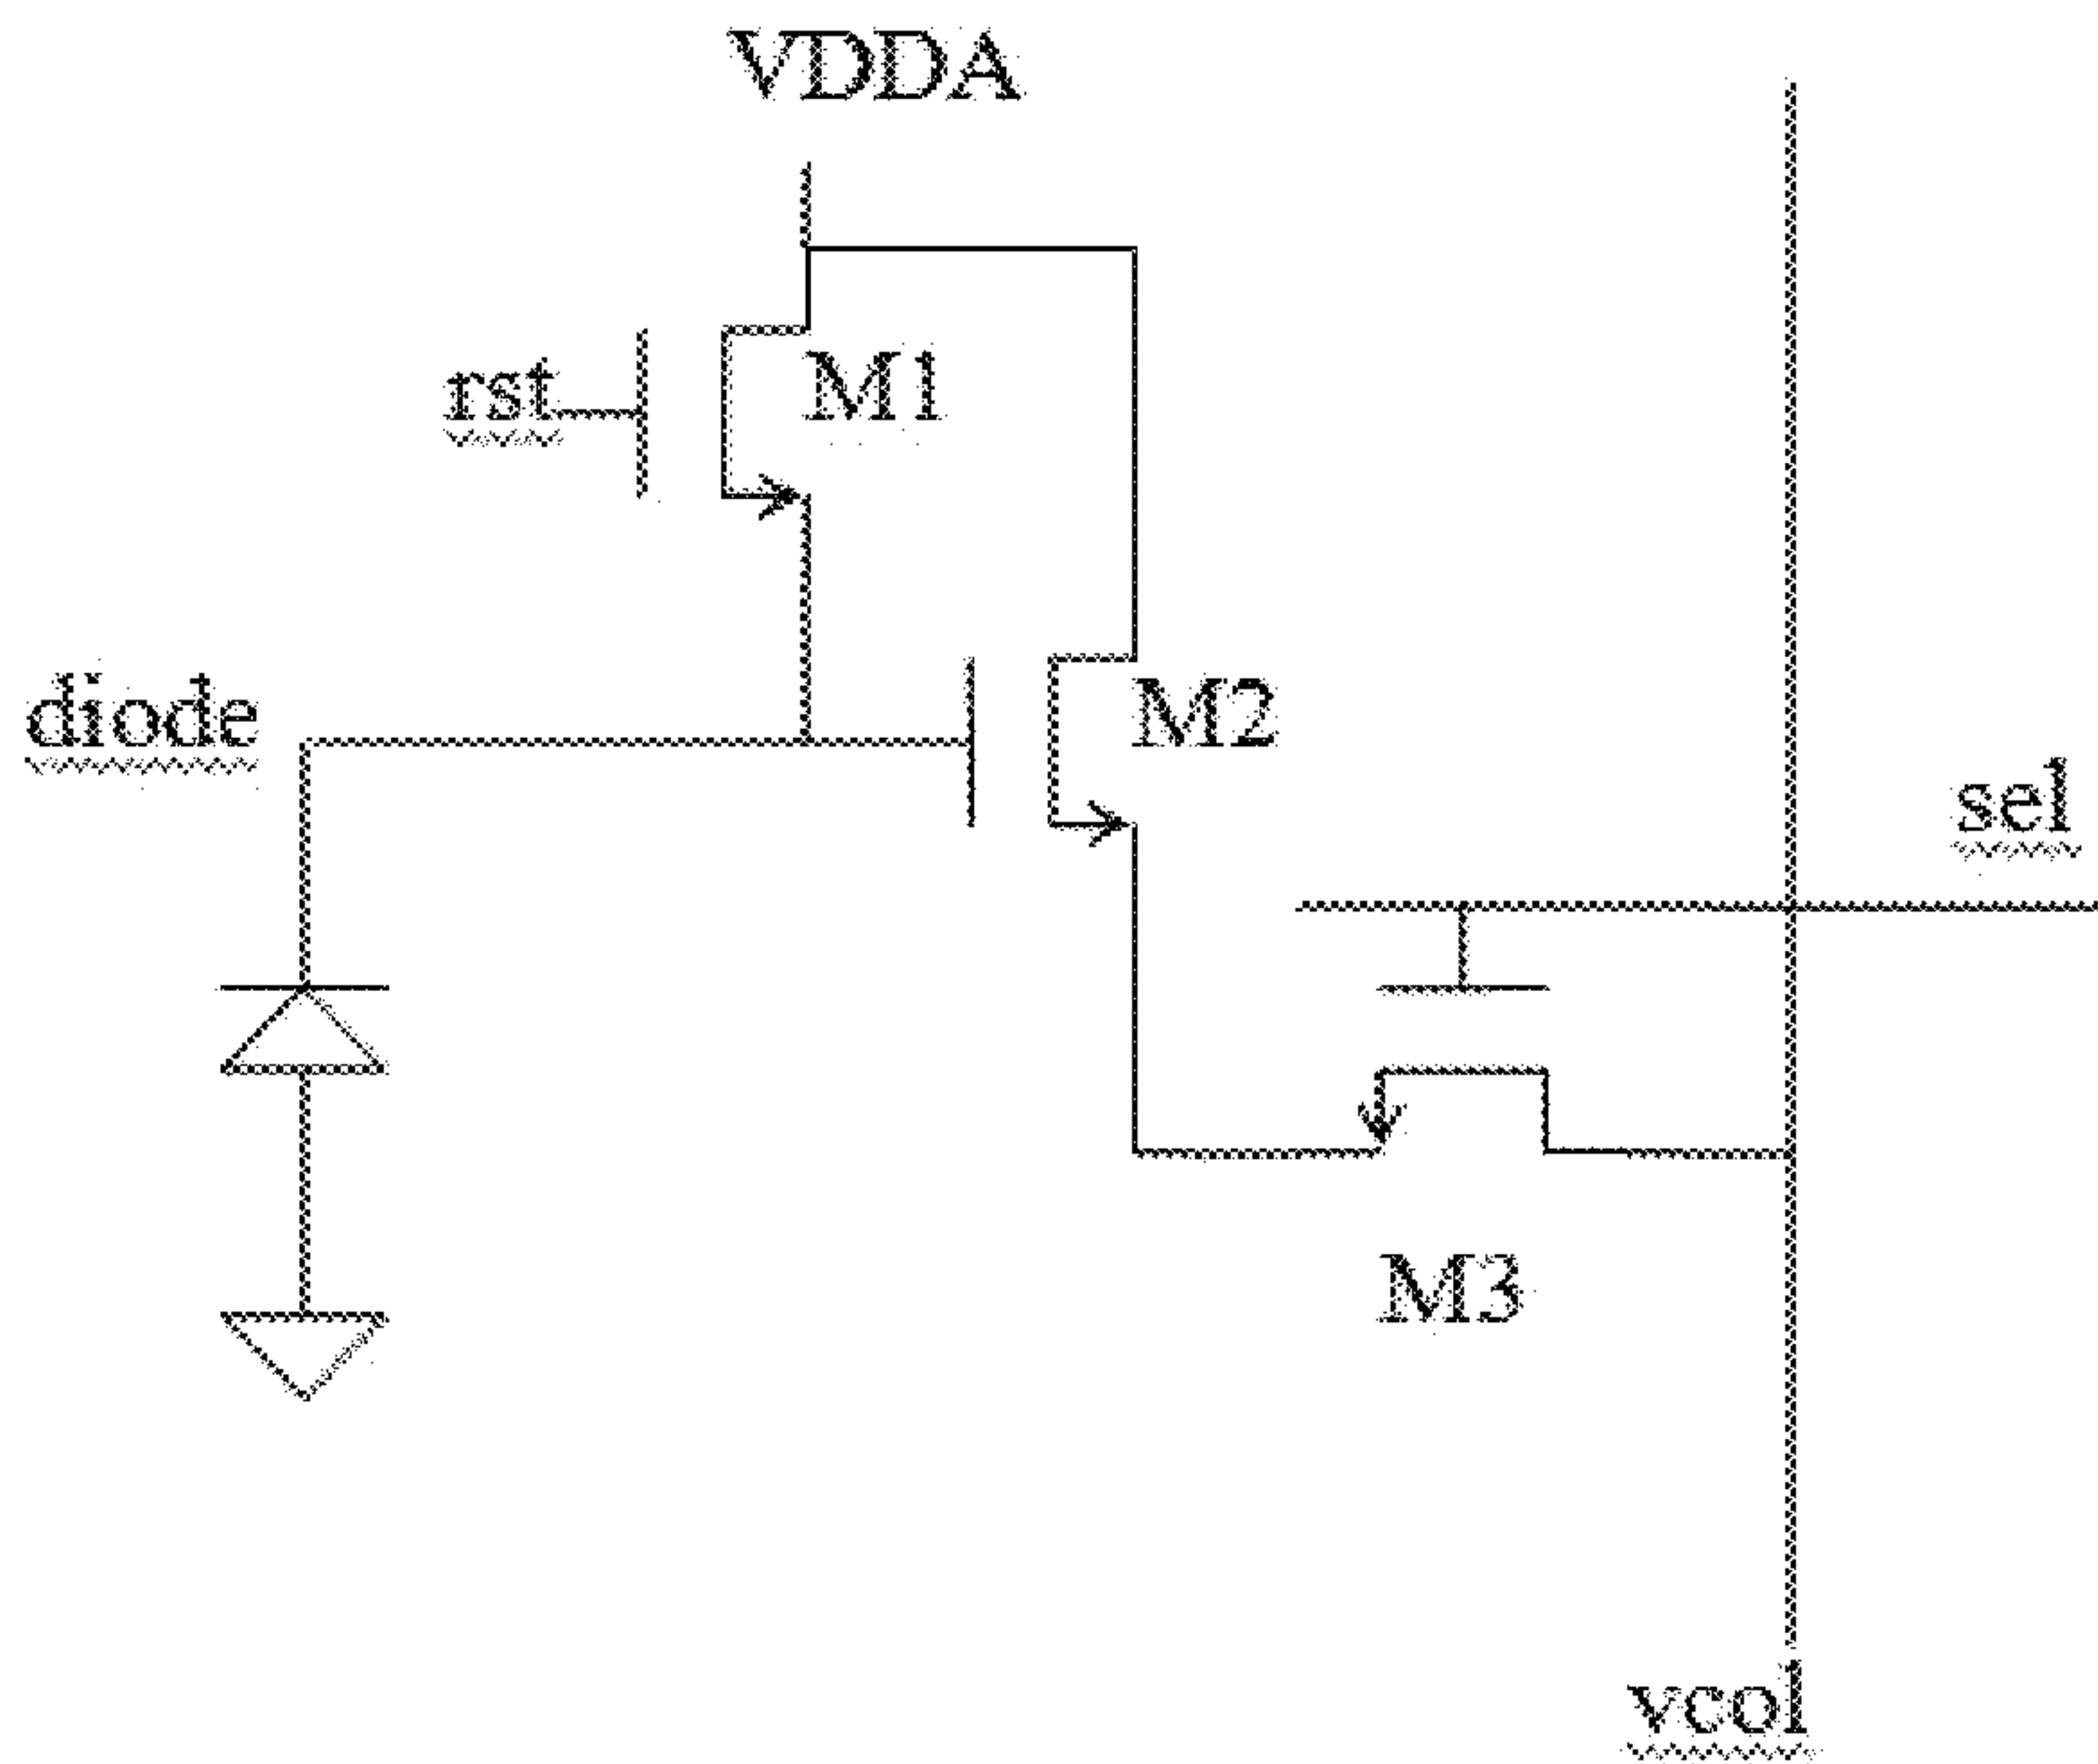 VDDA
rst
M1
diode
M2
sel
M3
vcol